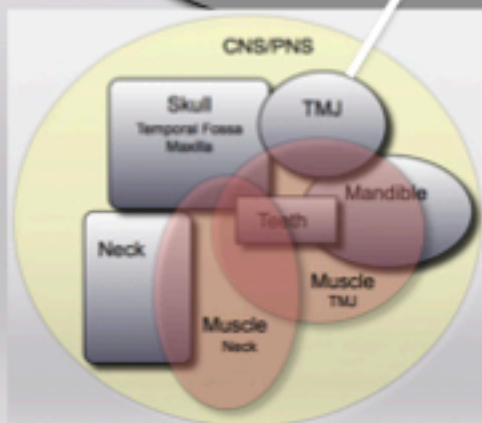 CNS/PNS
Skull
Temporal Fossa
Maxilla
TMJ
Mandible
Teeth
Neck
Muscle
TMJ
Muscle
Neck